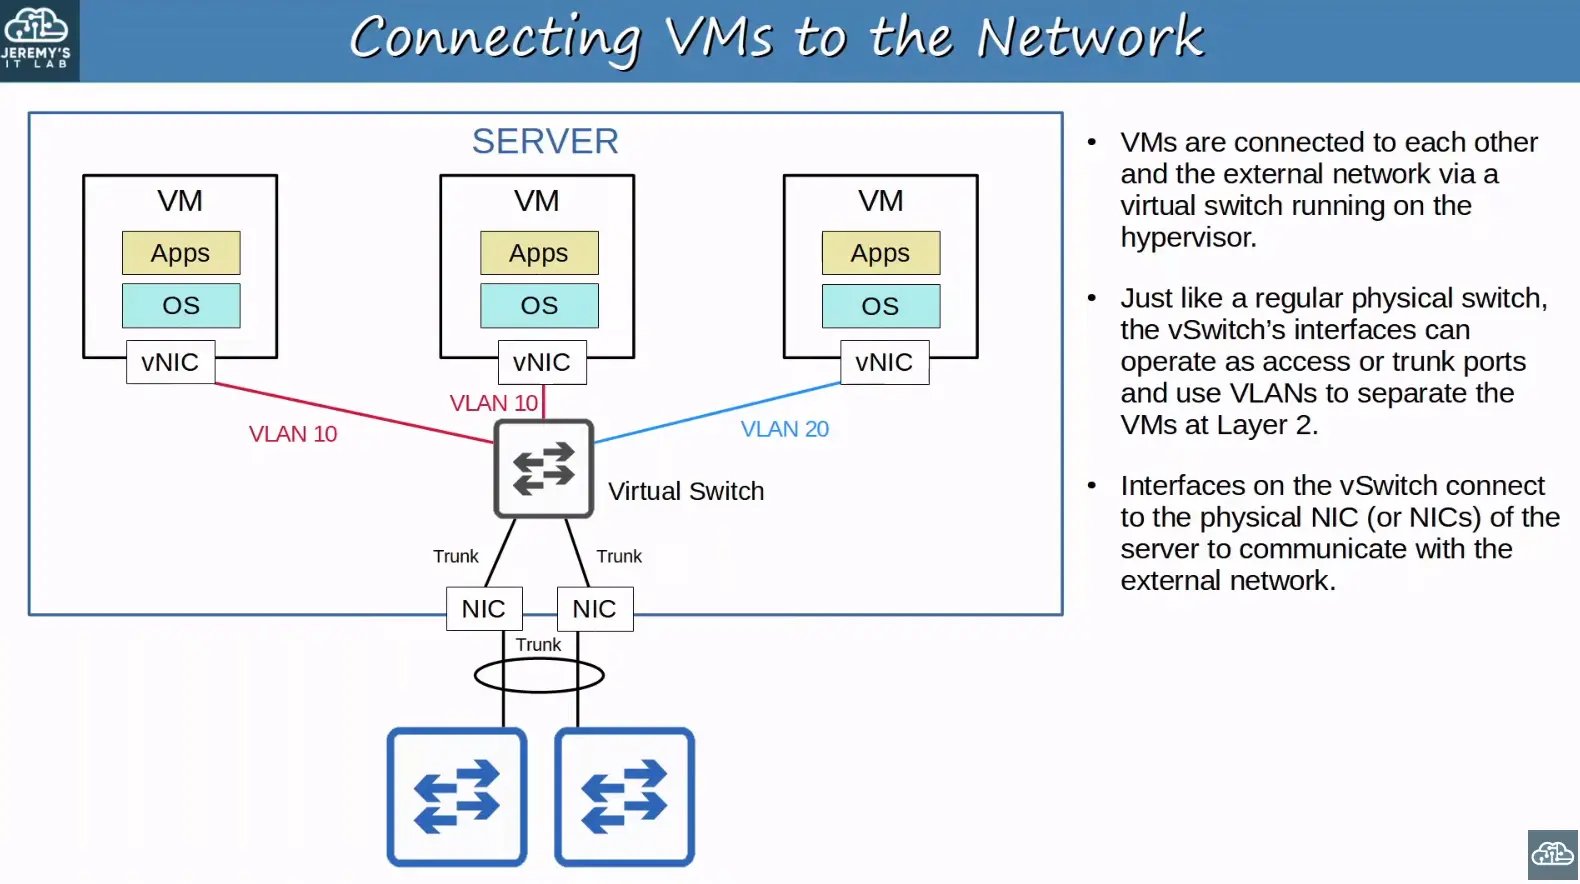 JEREMY'S
IT LAB
Connecting VMs to the Network
SERVER
VM
Apps
OS
vNIC
VM
Apps
OS
vNIC
VM
Apps
OS
vNIC
VLAN 10
VLAN 10
VLAN 20
Virtual Switch
Trunk
Trunk
NIC
NIC
Trunk
• VMs are connected to each other
and the external network via a
virtual switch running on the
hypervisor.
• Just like a regular physical switch,
the vSwitch’s interfaces can
operate as access or trunk ports
and use VLANs to separate the
VMs at Layer 2.
• Interfaces on the vSwitch connect
to the physical NIC (or NICs) of the
server to communicate with the
external network.